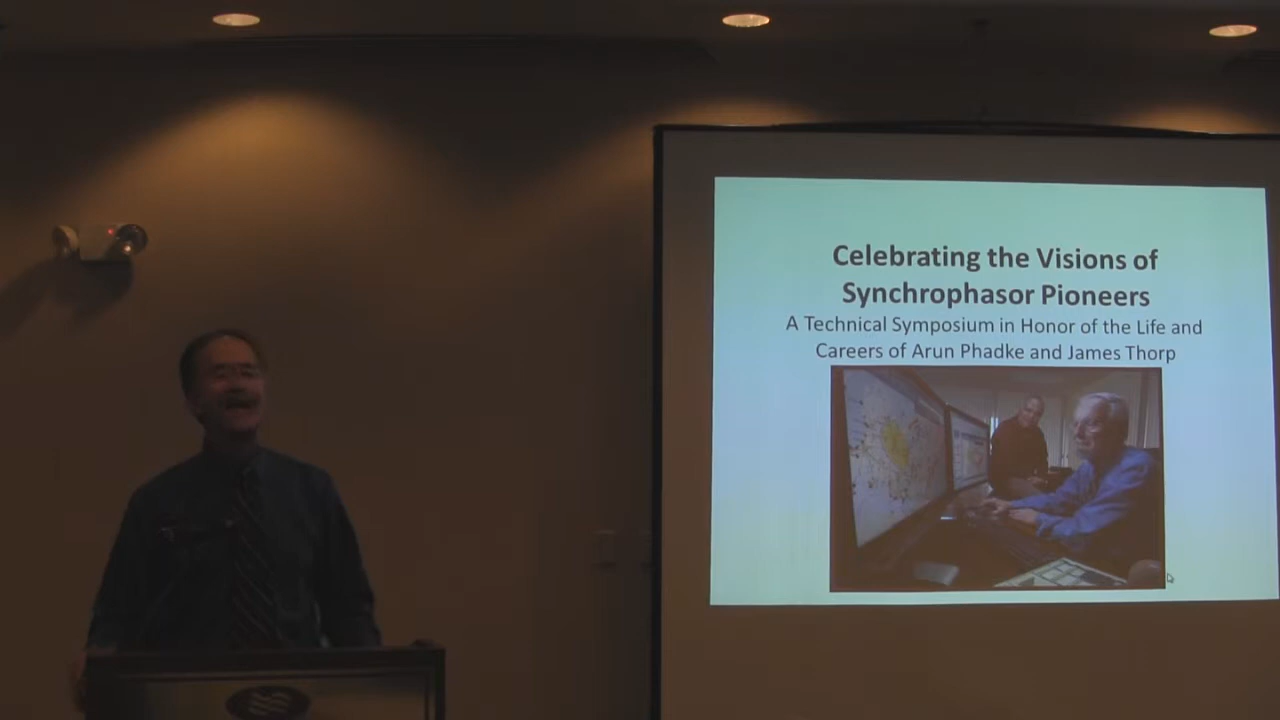 Celebrating the Visions of
Synchrophasor Pioneers
A Technical Symposium in Honor of the Life and
Careers of Arun Phadke and James Thorp